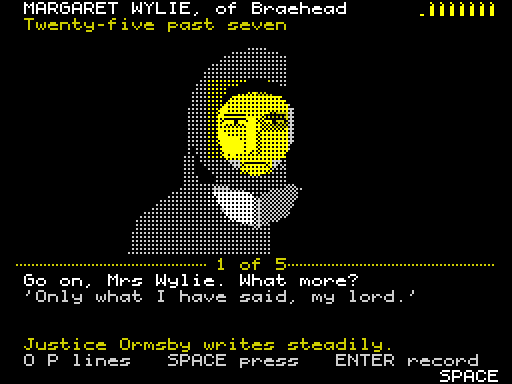 MARGARET WYLIE, of Braehead
Twenty-five past seven
1 of 5
Go on, Mrs Wylie. What more?
'Only what I have said, my lord.'
Justice Ormsby writes steadily.
O P lines   SPACE press   ENTER record
SPACE